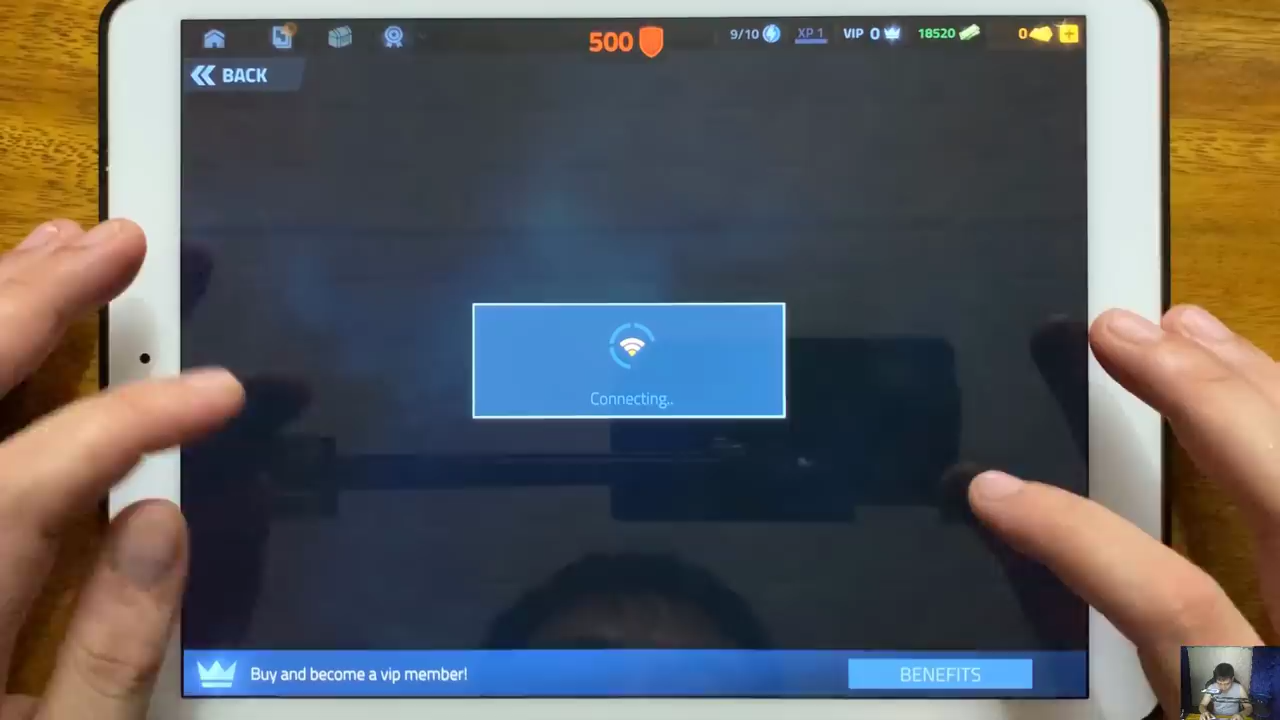 500
9/10
XP 1
VIP 0
18520
0
BACK
Connecting..
Buy and become a vip member!
BENEFITS